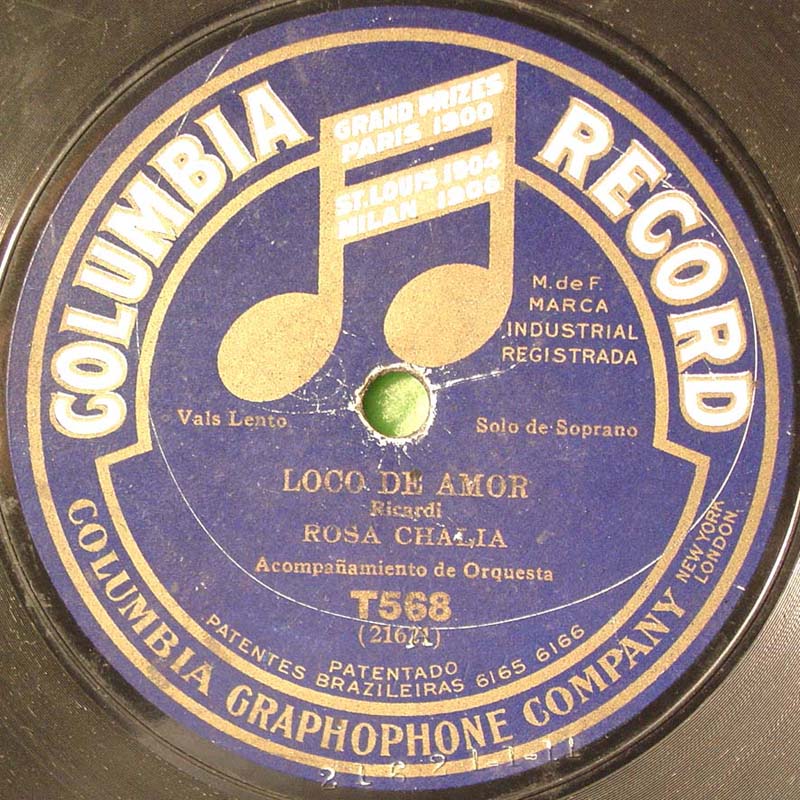 COLUMBIA RECORD
GRAND PRIZES
PARIS 1900
ST. LOUIS. 1904
MILAN 1906
M. de F.
MARCA
INDUSTRIAL
REGISTRADA
Vals Lento
Solo de Soprano
LOCO DE AMOR
Ricardi
ROSA CHALIA
Acompañamiento de Orquesta
T568
PATENTADO
PATENTES BRAZILEIRAS 6165 6166
COLUMBIA GRAPHOPHONE COMPANY NEW YORK
LONDON.